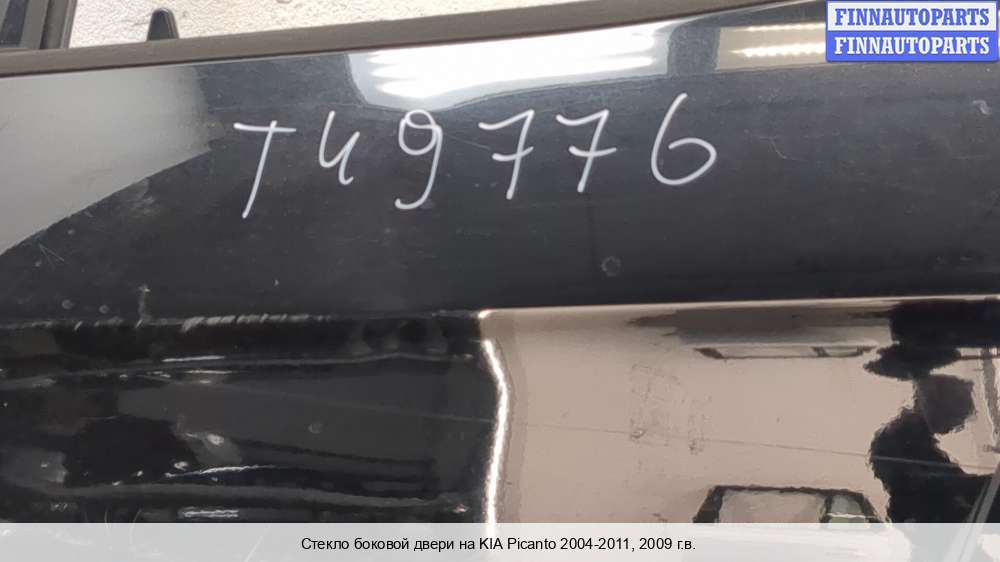 FINNAUTOPARTS
FINNAUTOPARTS
T49776
Стекло боковой двери на KIA Picanto 2004-2011, 2009 г.в.